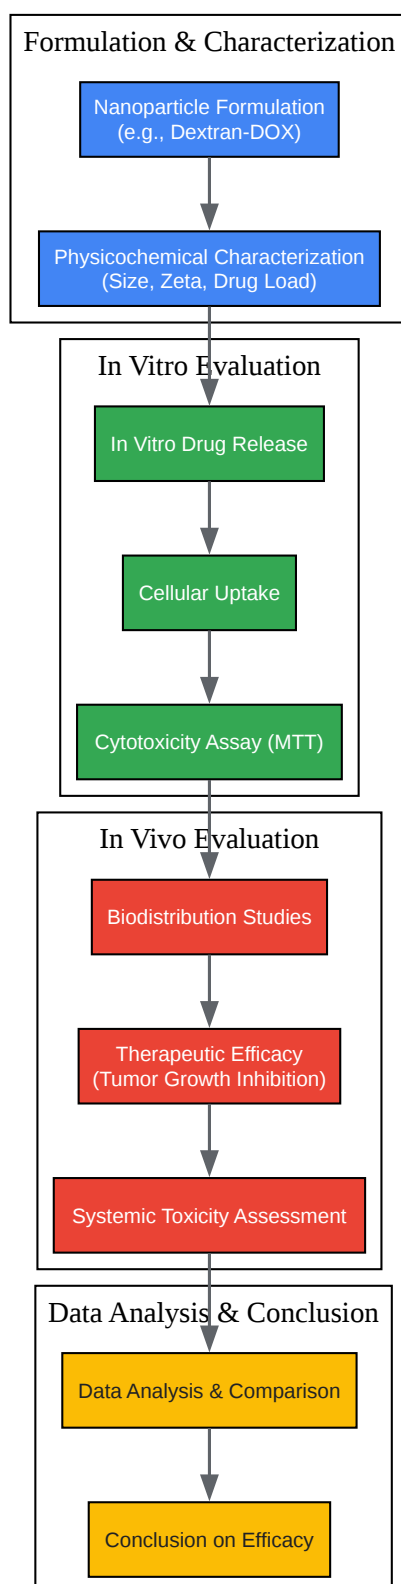 Formulation & Characterization
Nanoparticle Formulation
(e.g., Dextran-DOX)
Physicochemical Characterization
(Size, Zeta, Drug Load)
In Vitro Evaluation
In Vitro Drug Release
Cellular Uptake
Cytotoxicity Assay (MTT)
In Vivo Evaluation
Biodistribution Studies
Therapeutic Efficacy
(Tumor Growth Inhibition)
Systemic Toxicity Assessment
Data Analysis & Conclusion
Data Analysis & Comparison
Conclusion on Efficacy